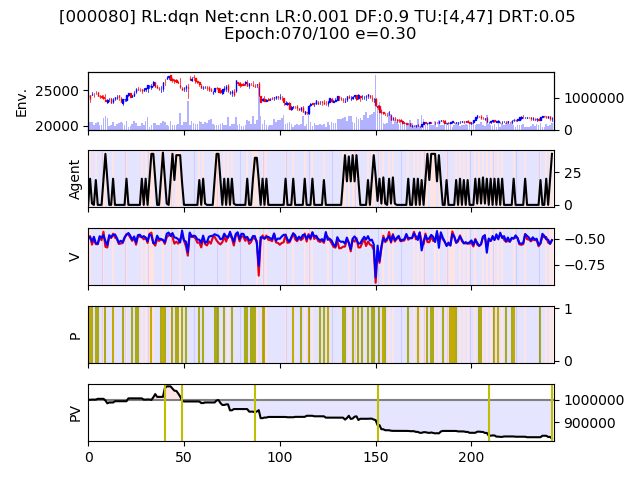 [000080] RL:dqn Net:cnn LR:0.001 DF:0.9 TU:[4,47] DRT:0.05
Epoch:070/100 e=0.30
Env.
25000
20000
1000000
0
Agent
25
0
V
−0.50
−0.75
P
1
0
PV
1000000
900000
0
50
100
150
200